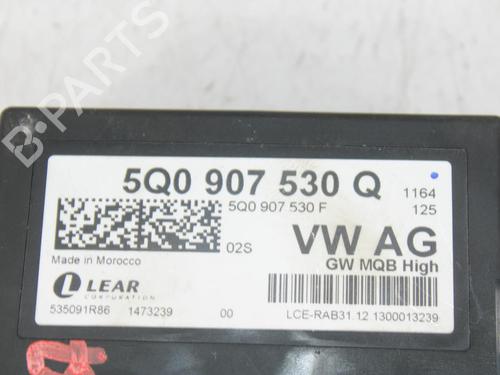 B-PARTS
5Q0 907 530 Q
1164
5Q0 907 530 F
125
02S
VW AG
Made in Morocco
GW MQB High
LEAR
CORPORATION
535091R86 1473239 00 LCE-RAB31.12 1300013239